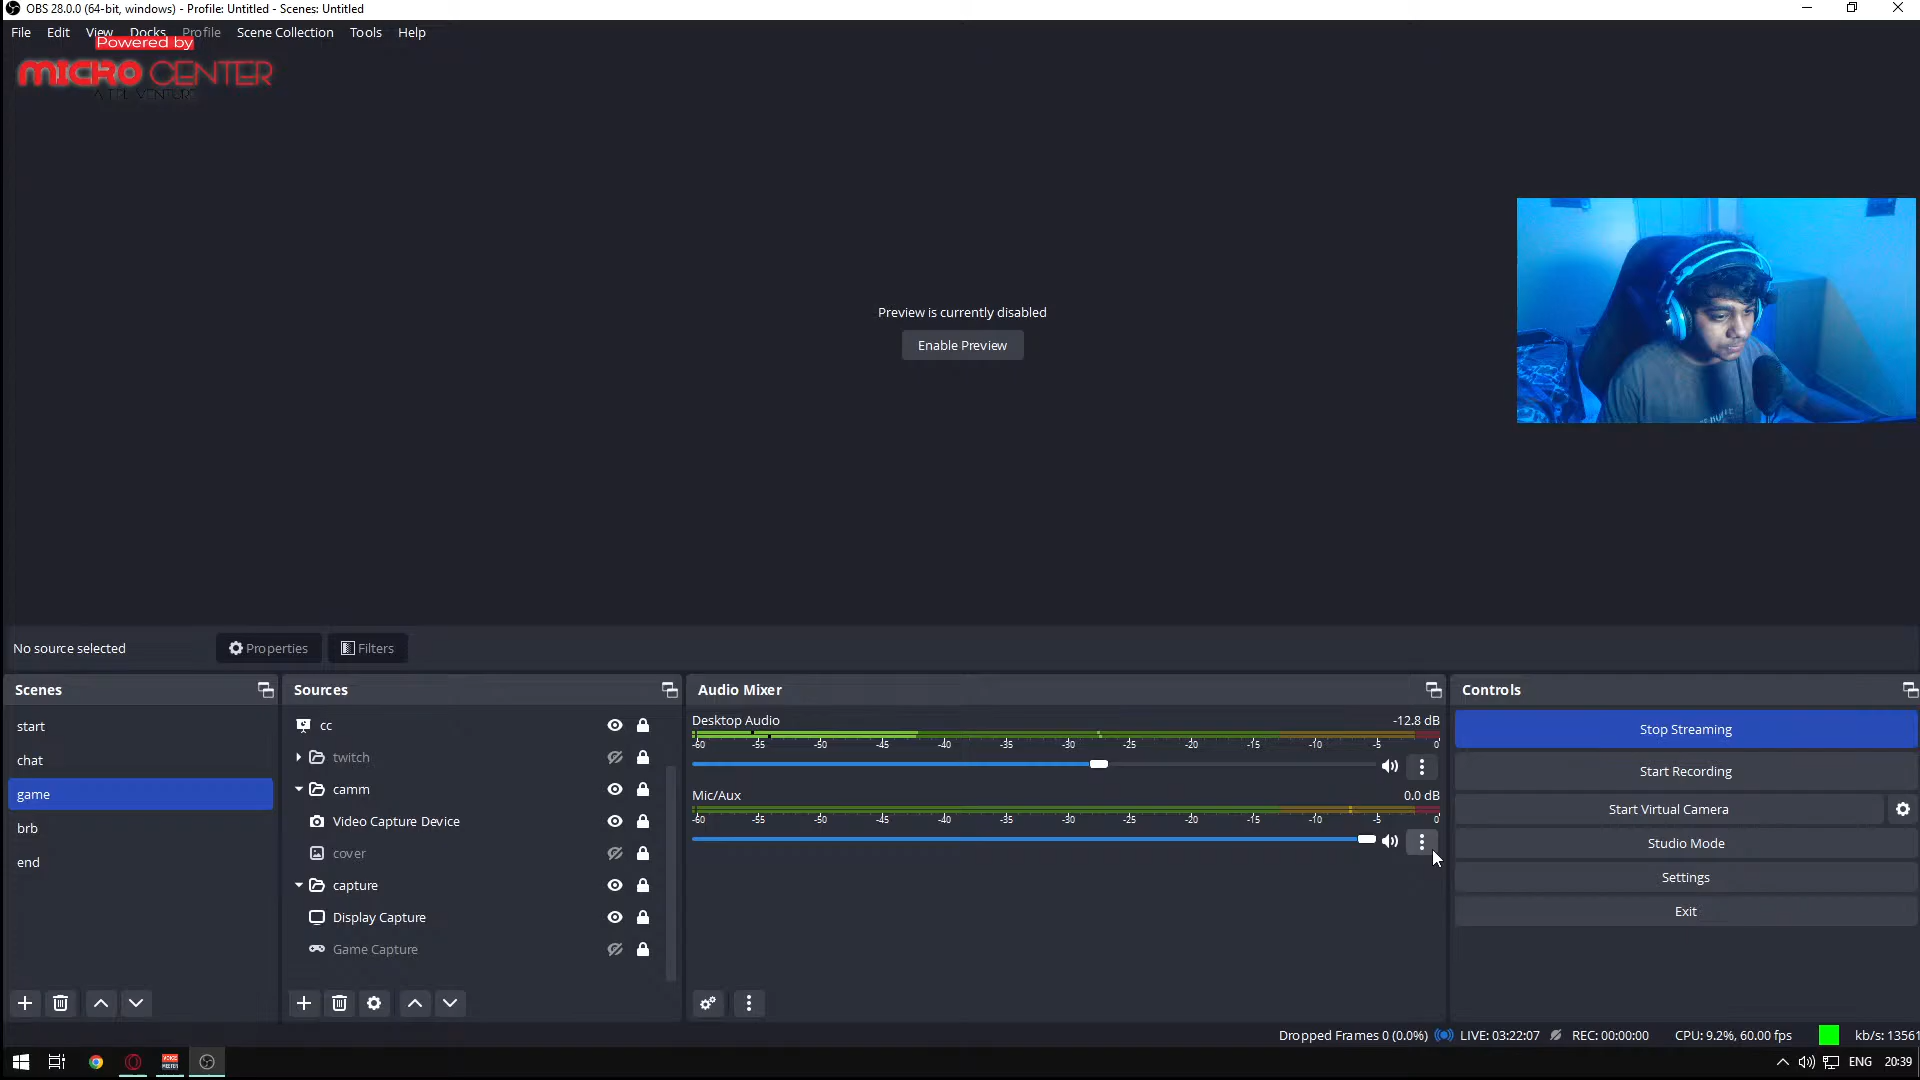 OBS 28.0.0 (64-bit, windows) - Profile: Untitled - Scenes: Untitled
File Edit View Docks Profile Scene Collection Tools Help
Powered by
MICRO CENTER
Preview is currently disabled
Enable Preview
No source selected Properties Filters
Scenes
start
chat
game
brb
end
Sources
cc
twitch
camm
Video Capture Device
cover
capture
Display Capture
Game Capture
Audio Mixer
Desktop Audio -12.8 dB
-60 -55 -50 -45 -40 -35 -30 -25 -20 -15 -10 -5 0
Mic/Aux 0.0 dB
-60 -55 -50 -45 -40 -35 -30 -25 -20 -15 -10 -5 0
Controls
Stop Streaming
Start Recording
Start Virtual Camera
Studio Mode
Settings
Exit
Dropped Frames 0 (0.0%) LIVE: 03:22:07 REC: 00:00:00 CPU: 9.2%, 60.00 fps kb/s: 13561
ENG 20:39